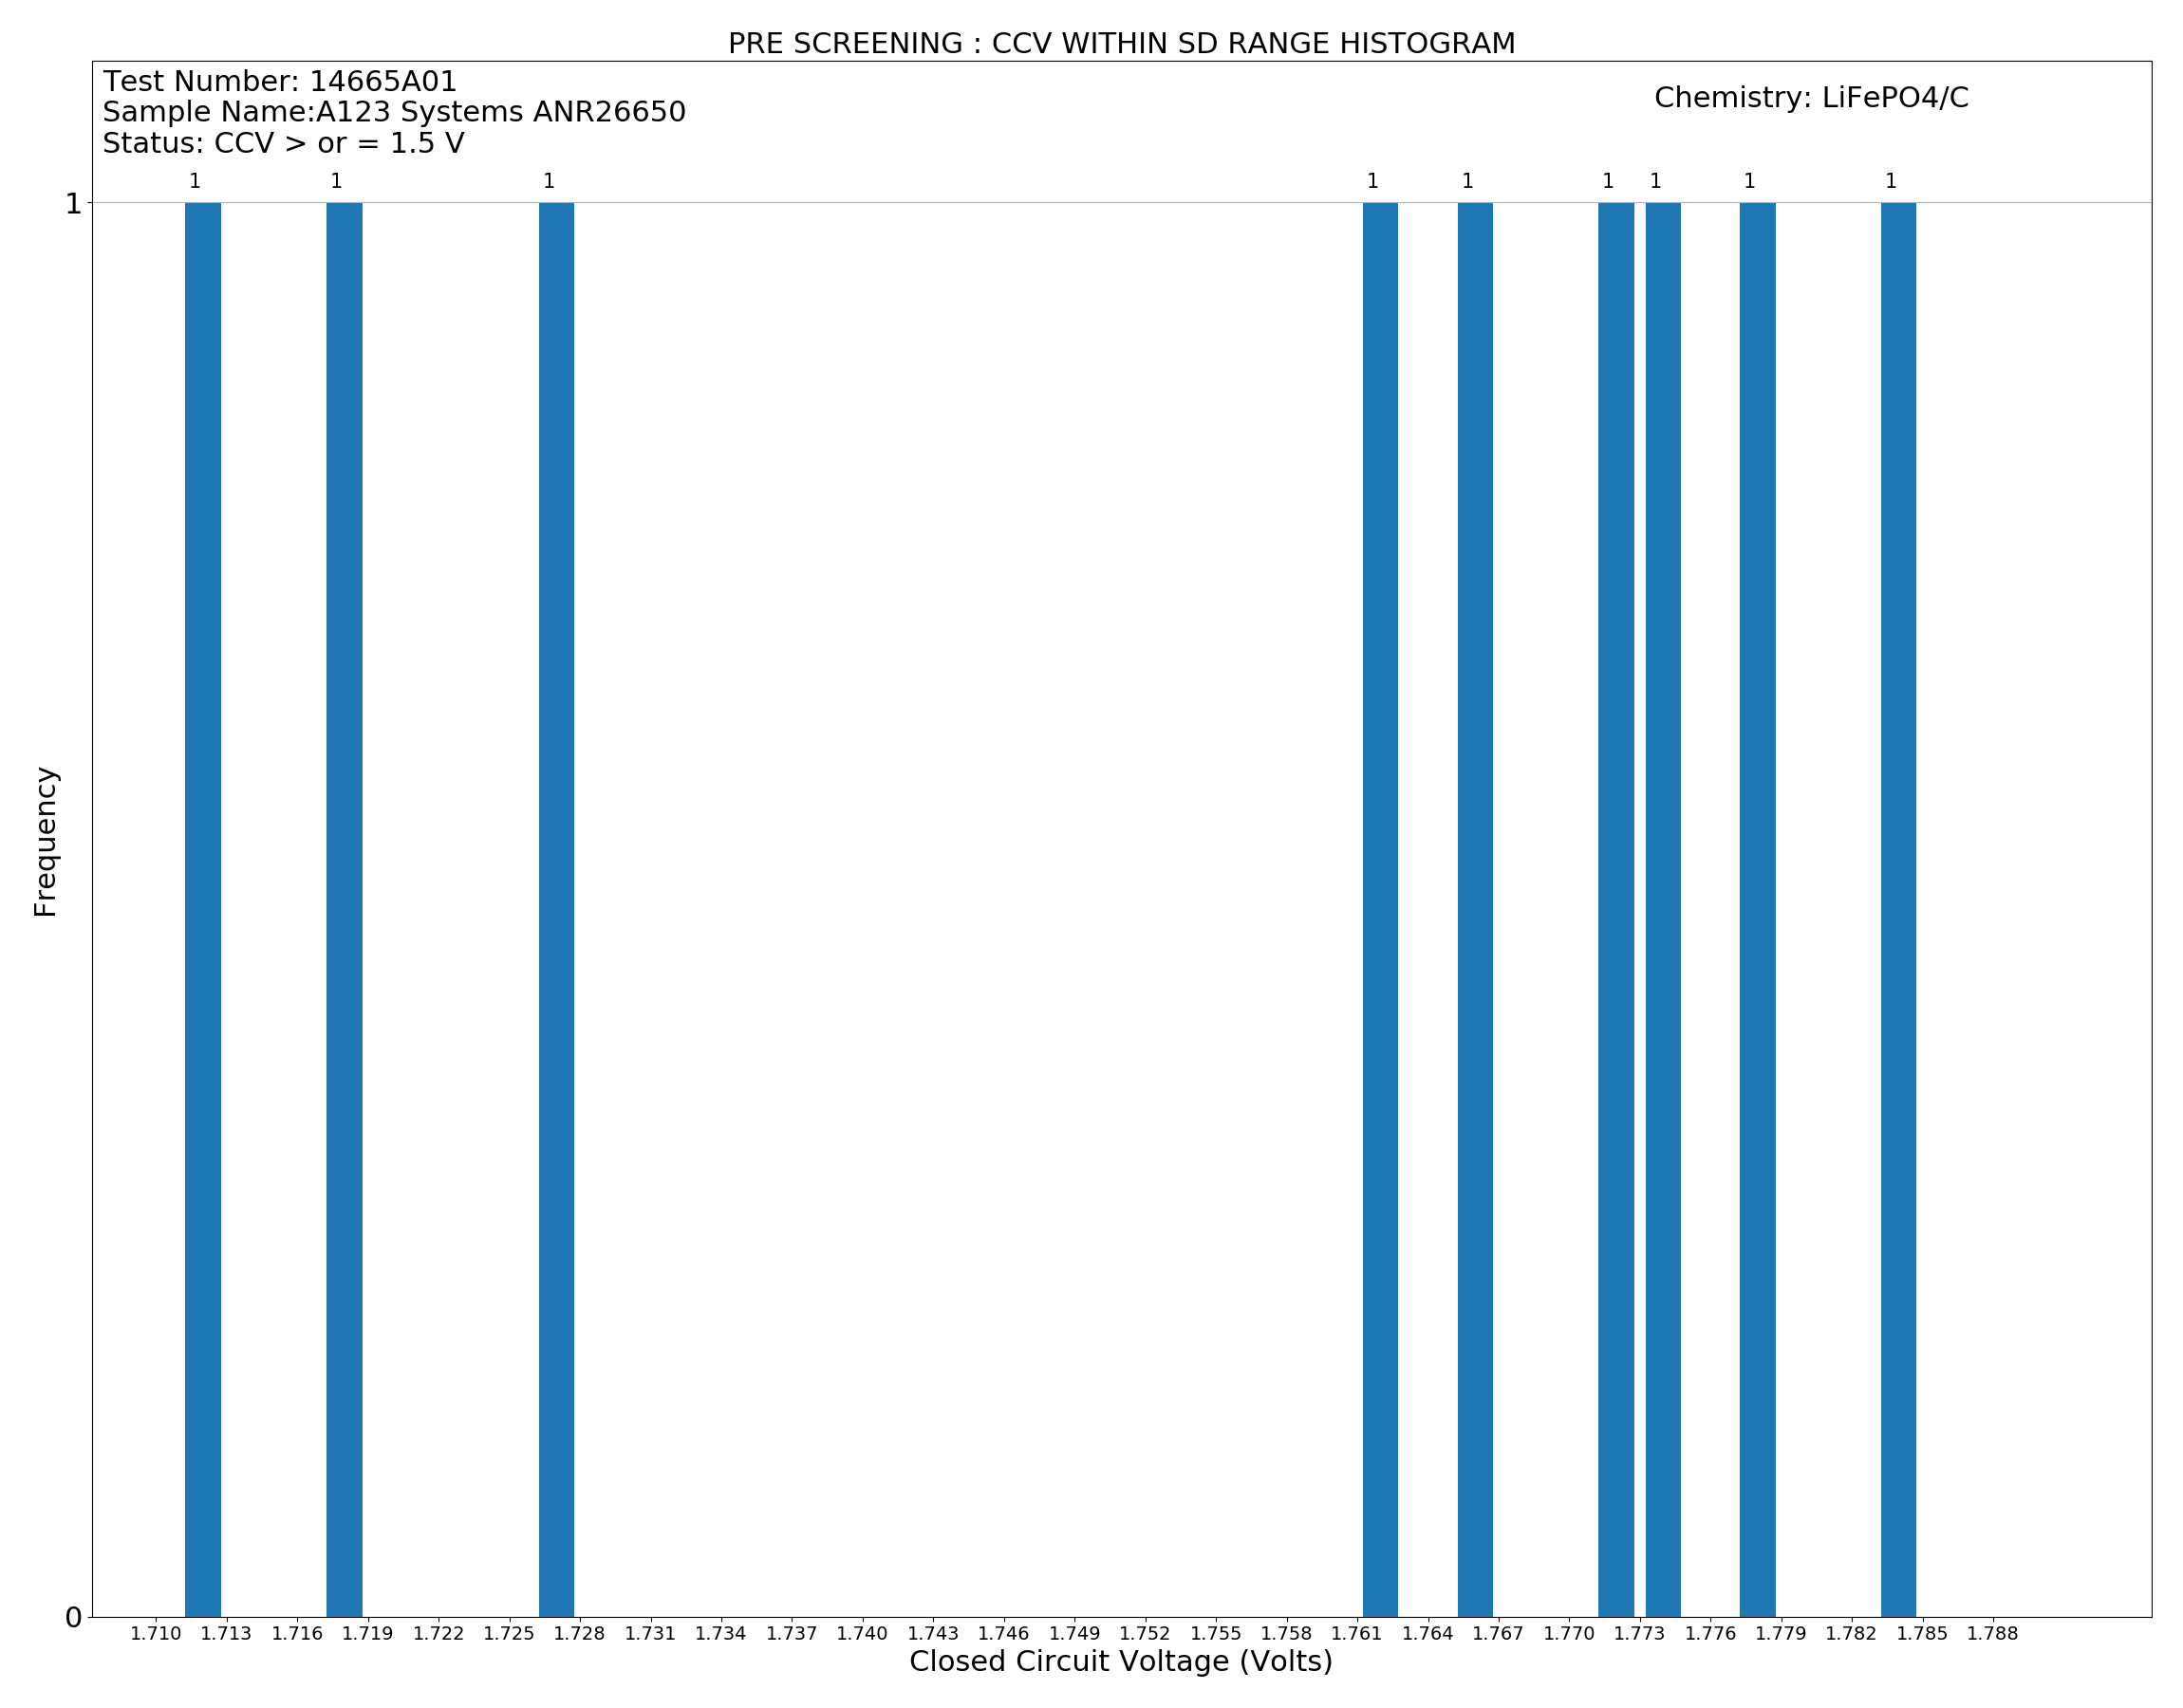 PRE SCREENING : CCV WITHIN SD RANGE HISTOGRAM
Test Number: 14665A01
Sample Name:A123 Systems ANR26650
Status: CCV > or = 1.5 V
Chemistry: LiFePO4/C
1 1 1 1 1 1 1 1 1
1
Frequency
0
1.710 1.713 1.716 1.719 1.722 1.725 1.728 1.731 1.734 1.737 1.740 1.743 1.746 1.749 1.752 1.755 1.758 1.761 1.764 1.767 1.770 1.773 1.776 1.779 1.782 1.785 1.788
Closed Circuit Voltage (Volts)